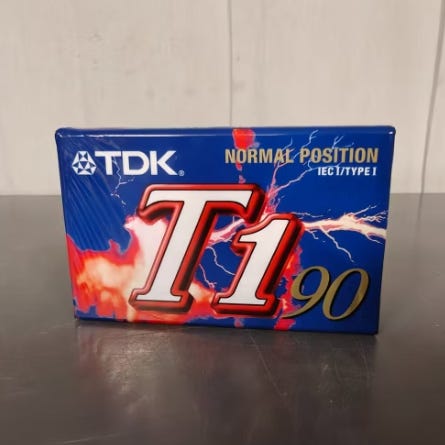 TDK®
NORMAL POSITION
IEC I/TYPE I
T1
90